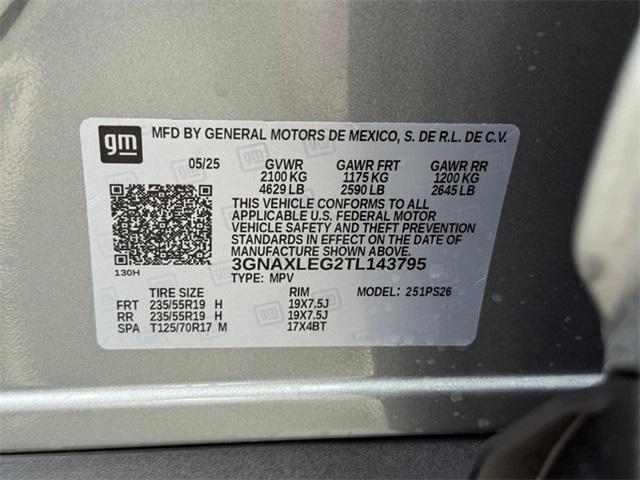 gm MFD BY GENERAL MOTORS DE MEXICO, S. DE R.L. DE C.V.
05/25 GVWR GAWR FRT GAWR RR
2100 KG 1175 KG 1200 KG
4629 LB 2590 LB 2645 LB
THIS VEHICLE CONFORMS TO ALL
APPLICABLE U.S. FEDERAL MOTOR
VEHICLE SAFETY AND THEFT PREVENTION
STANDARDS IN EFFECT ON THE DATE OF
MANUFACTURE SHOWN ABOVE.
130H 3GNAXLEG2TL143795
TYPE: MPV
TIRE SIZE RIM MODEL: 251PS26
FRT 235/55R19 H 19X7.5J
RR 235/55R19 H 19X7.5J
SPA T125/70R17 M 17X4BT